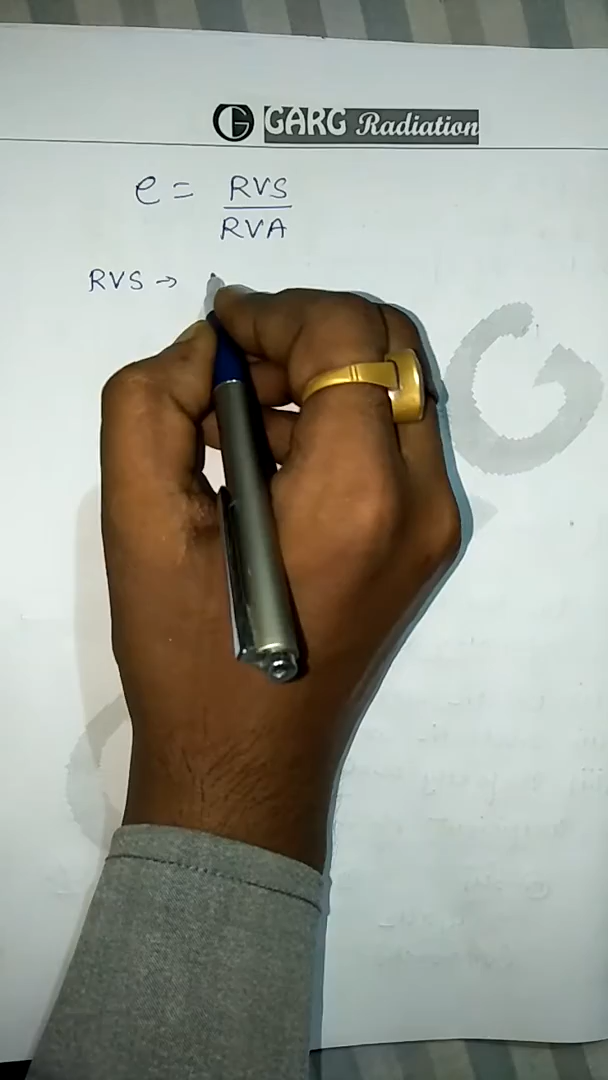 GARG Radiation
e = RVS
RVA
RVS →